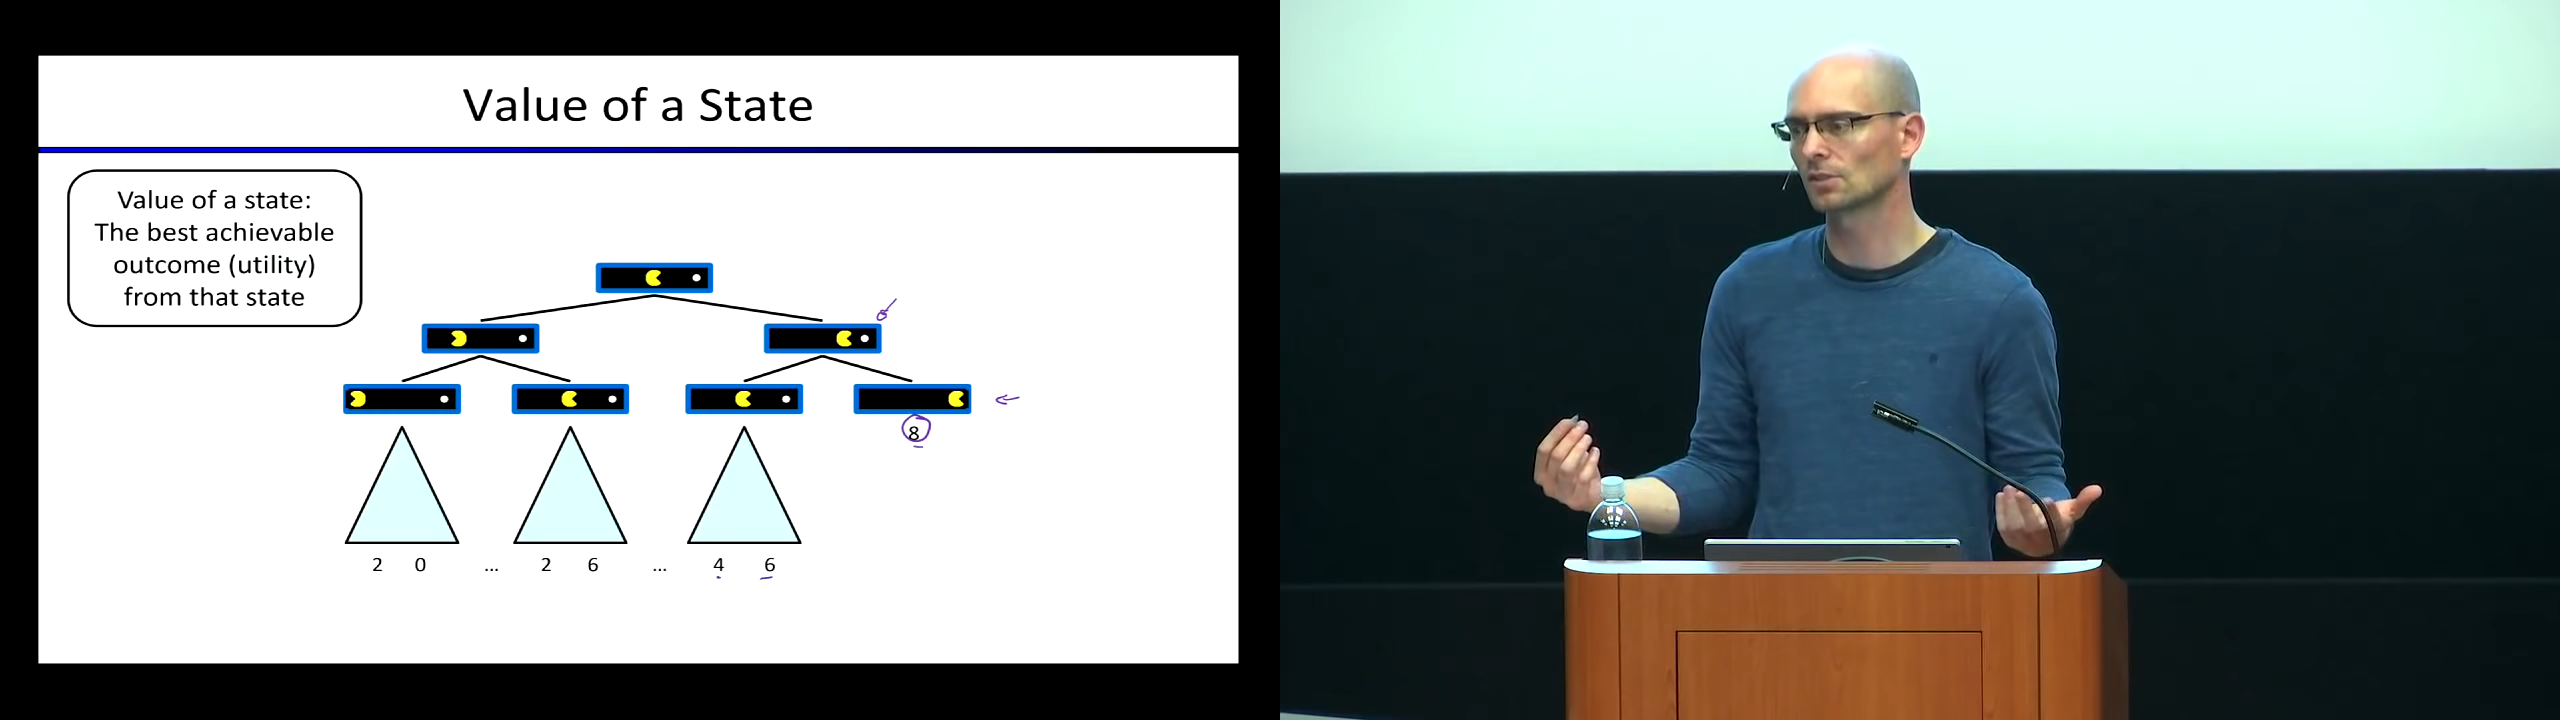 Value of a State
Value of a state:
The best achievable
outcome (utility)
from that state
8
2 0 ... 2 6 ... 4 6